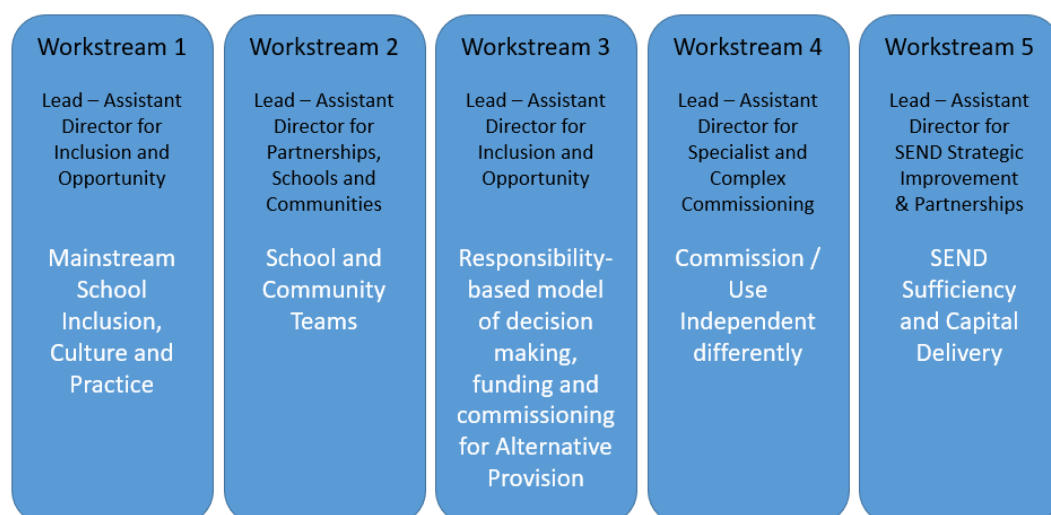 Workstream 1
Lead – Assistant
Director for
Inclusion and
Opportunity
Mainstream
School
Inclusion,
Culture and
Practice
Workstream 2
Lead – Assistant
Director for
Partnerships,
Schools and
Communities
School and
Community
Teams
Workstream 3
Lead – Assistant
Director for
Inclusion and
Opportunity
Responsibility-
based model
of decision
making,
funding and
commissioning
for Alternative
Provision
Workstream 4
Lead – Assistant
Director for
Specialist and
Complex
Commissioning
Commission /
Use
Independent
differently
Workstream 5
Lead – Assistant
Director for
SEND Strategic
Improvement
& Partnerships
SEND
Sufficiency
and Capital
Delivery